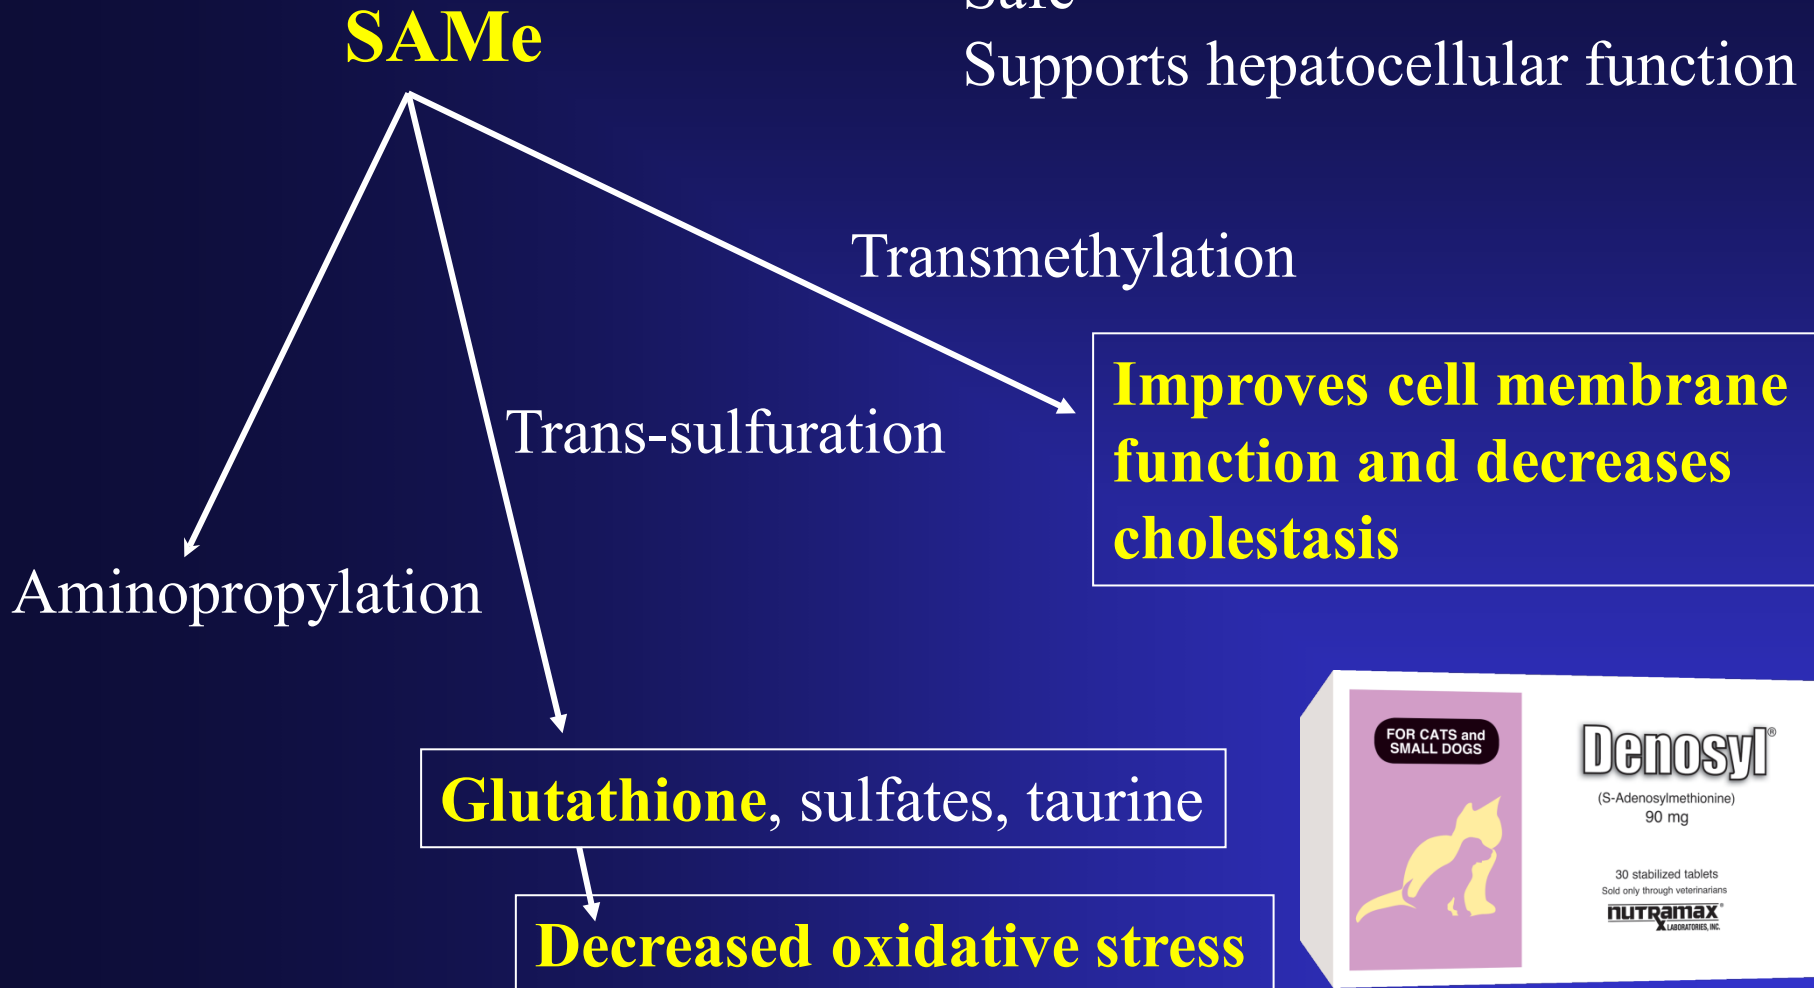 SAMe
Supports hepatocellular function
Transmethylation
Improves cell membrane
function and decreases
cholestasis
Trans-sulfuration
Aminopropylation
Glutathione, sulfates, taurine
Decreased oxidative stress
FOR CATS and
SMALL DOGS
Denosyl®
(S-Adenosylmethionine)
90 mg
30 stabilized tablets
Sold only through veterinarians
nutramax®
LABORATORIES, INC.